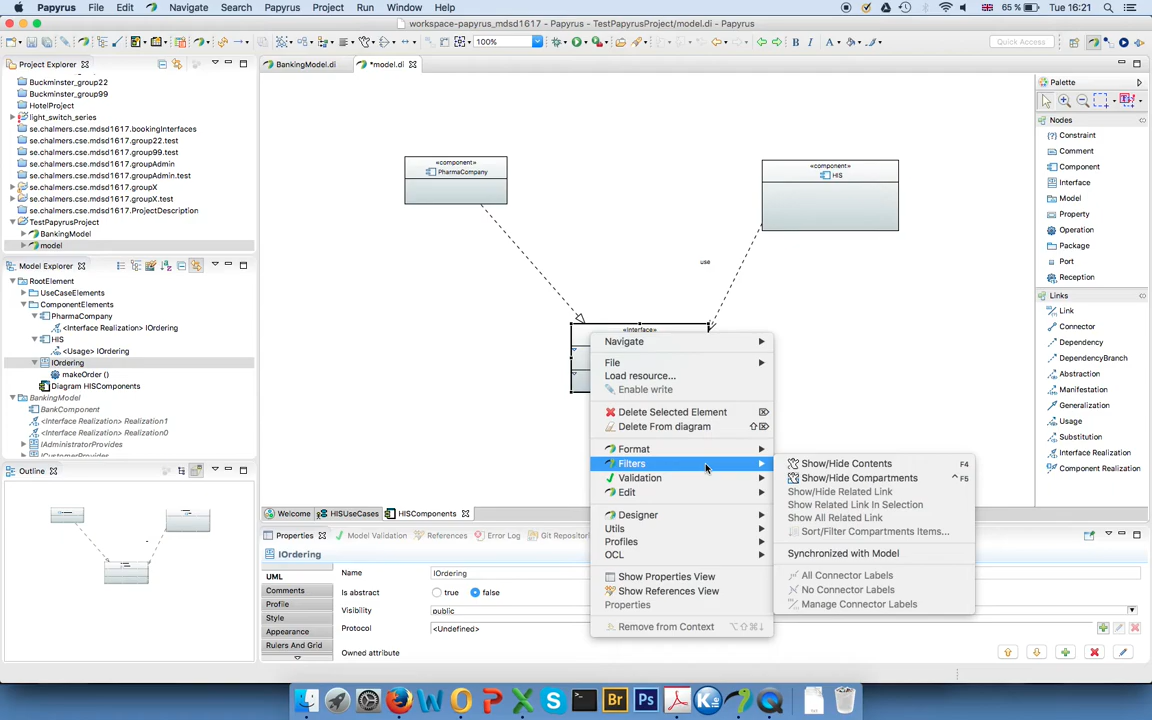 Papyrus File Edit Navigate Search Papyrus Project Run Window Help 65 % Tue 16:21
workspace-papyrus_mdsd1617 - Papyrus - TestPapyrusProject/model.di - Papyrus
100% B I A Quick Access
Project Explorer
Buckminster_group22
Buckminster_group99
HotelProject
light_switch_series
se.chalmers.mdsd1617.bookingInterfaces
se.chalmers.mdsd1617.group22.test
se.chalmers.mdsd1617.group99.test
se.chalmers.mdsd1617.groupAdmin
se.chalmers.mdsd1617.groupAdmin.test
se.chalmers.mdsd1617.groupX
se.chalmers.mdsd1617.groupX.test
se.chalmers.mdsd1617.ProjectDescription
TestPapyrusProject
BankingModel
model
Model Explorer
RootElement
UseCaseElements
ComponentElements
PharmaCompany
<Interface Realization> IOrdering
HIS
<Usage> IOrdering
IOrdering
makeOrder ()
Diagram HISComponents
BankingModel
BankComponent
<Interface Realization> Realization1
<Interface Realization> Realization0
IAdministratorProvides
ICustomerProvides
Outline
BankingModel.di *model.di
«component»
PharmaCompany
«component»
HIS
use
«Interface»
Navigate
File
Load resource...
Enable write
Delete Selected Element
Delete From diagram
Format
Filters
Validation
Edit
Designer
Utils
Profiles
OCL
Show Properties View
Show References View
Properties
Remove from Context
Show/Hide Contents F4
Show/Hide Compartments ^ F5
Show/Hide Related Link
Show Related Link In Selection
Show All Related Link
Sort/Filter Compartments Items...
Synchronized with Model
All Connector Labels
No Connector Labels
Manage Connector Labels
Palette
Nodes
Constraint
Comment
Component
Interface
Model
Property
Operation
Package
Port
Reception
Links
Link
Connector
Dependency
DependencyBranch
Abstraction
Manifestation
Generalization
Usage
Substitution
Interface Realization
Component Realization
Welcome HISUseCases HISComponents
Properties Model Validation References Error Log Git Repositori
IOrdering
UML
Comments
Profile
Style
Appearance
Rulers And Grid
Name IOrdering
Is abstract true false
Visibility public
Protocol <Undefined>
Owned attribute